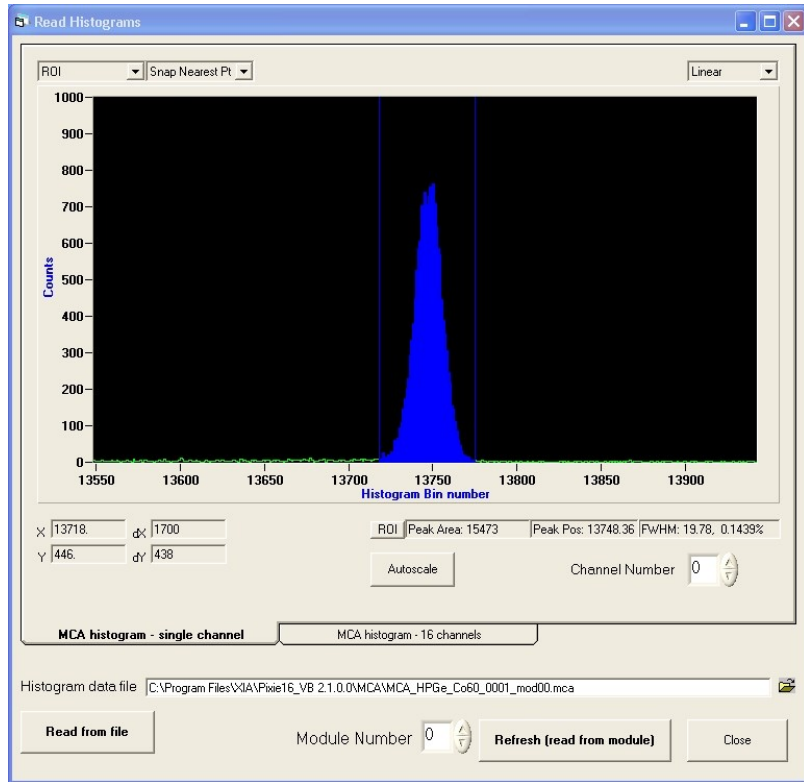 Read Histograms
ROI Snap Nearest Pt Linear
1000
900
800
700
600
500
400
300
200
100
0
Counts
13550 13600 13650 13700 13750 13800 13850 13900
Histogram Bin number
X 13718. dX 1700 ROI Peak Area: 15473 Peak Pos: 13748.36 FWHM: 19.78, 0.1439%
Y 446. dY 438
Autoscale Channel Number 0
MCA histogram - single channel MCA histogram - 16 channels
Histogram data file C:\Program Files\XIA\Pixie16_VB 2.1.0.0\MCA\MCA_HPGe_Co60_0001_mod00.mca
Read from file Module Number 0 Refresh (read from module) Close